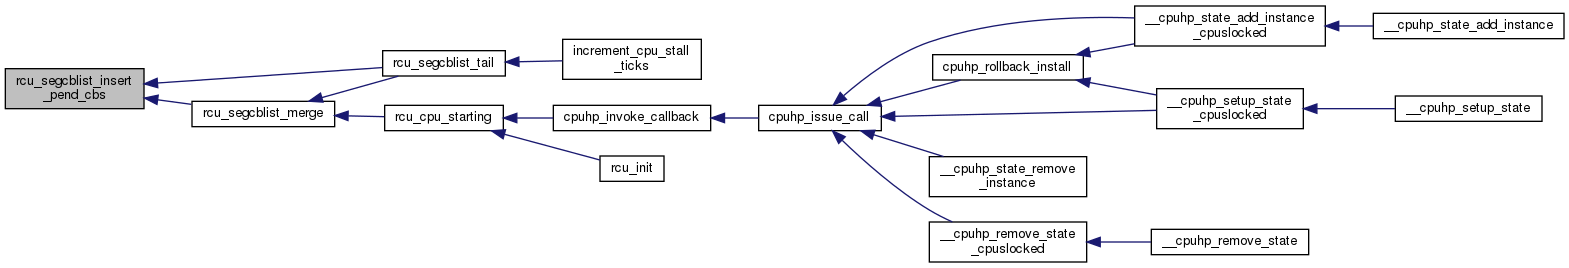 rcu_segcblist_insert
_pend_cbs
rcu_segcblist_tail
increment_cpu_stall
_ticks
rcu_segcblist_merge
rcu_cpu_starting
cpuhp_invoke_callback
rcu_init
cpuhp_issue_call
__cpuhp_state_add_instance
_cpuslocked
__cpuhp_state_add_instance
cpuhp_rollback_install
__cpuhp_setup_state
_cpuslocked
__cpuhp_setup_state
__cpuhp_state_remove
_instance
__cpuhp_remove_state
_cpuslocked
__cpuhp_remove_state